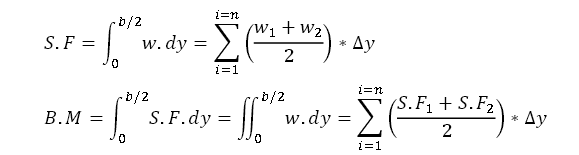 S.F = ∫₀^{b/2} w.dy = ∑_{i=1}^{i=n} ((w₁ + w₂)/2) * Δy
B.M = ∫₀^{b/2} S.F.dy = ∬₀^{b/2} w.dy = ∑_{i=1}^{i=n} ((S.F₁ + S.F₂)/2) * Δy